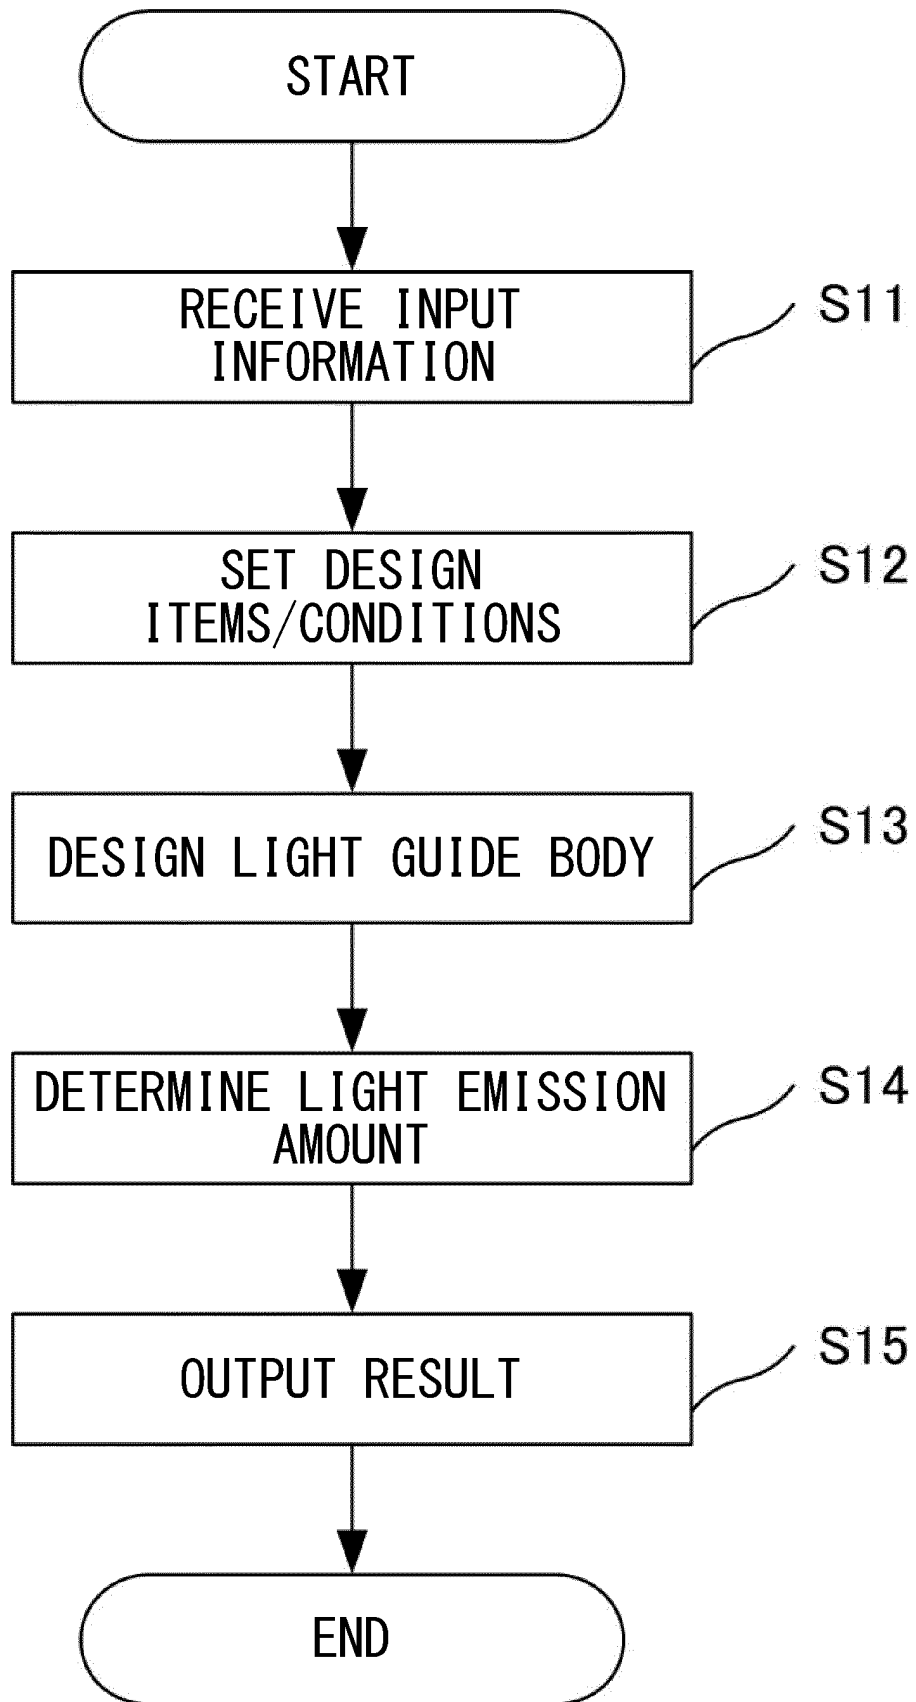 START
RECEIVE INPUT
INFORMATION
S11
SET DESIGN
ITEMS/CONDITIONS
S12
DESIGN LIGHT GUIDE BODY
S13
DETERMINE LIGHT EMISSION
AMOUNT
S14
OUTPUT RESULT
S15
END